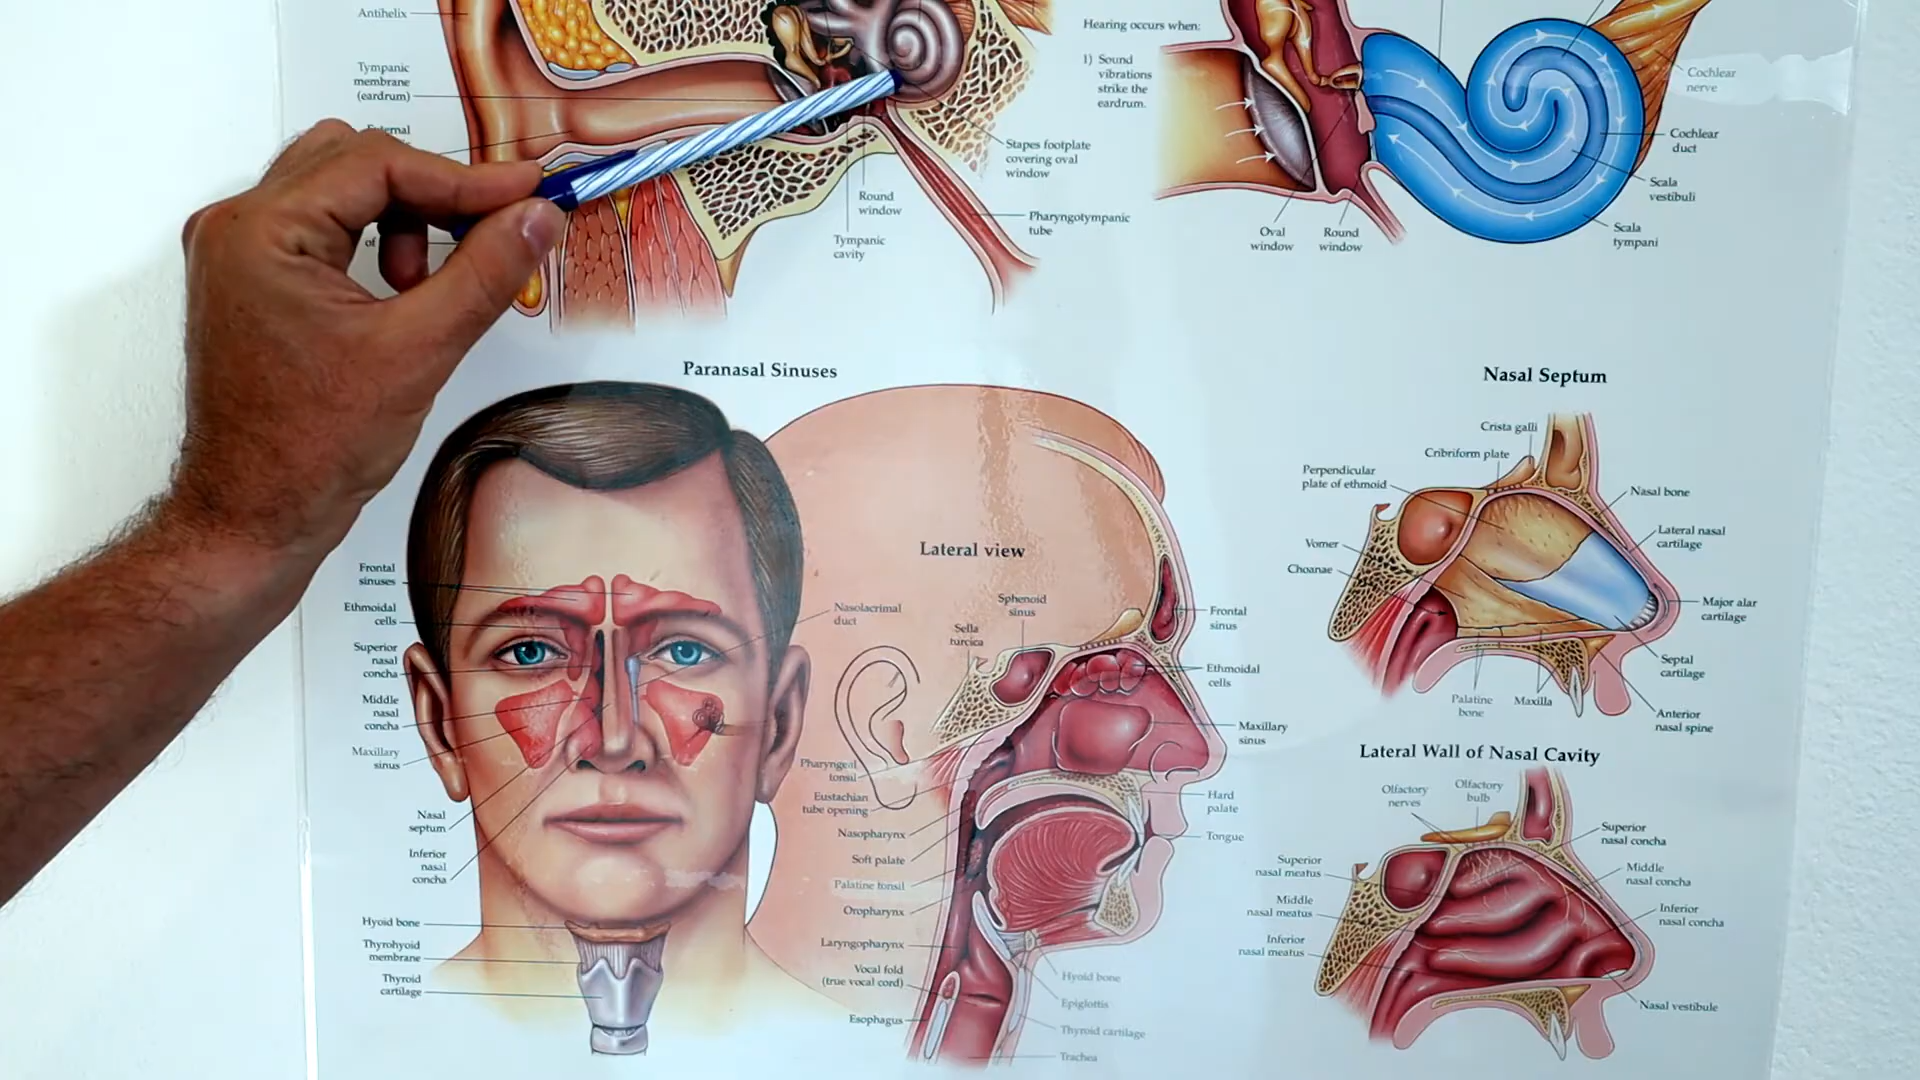 Antihelix
Tympanic
membrane
(eardrum)
External
of
Round
window
Tympanic
cavity
Stapes footplate
covering oval
window
Pharyngotympanic
tube
Hearing occurs when:
1) Sound
vibrations
strike the
eardrum.
Oval
window
Round
window
Cochlear
nerve
Cochlear
duct
Scala
vestibuli
Scala
tympani
Paranasal Sinuses
Frontal
sinuses
Ethmoidal
cells
Superior
nasal
concha
Middle
nasal
concha
Maxillary
sinus
Nasal
septum
Inferior
nasal
concha
Hyoid bone
Thyrohyoid
membrane
Thyroid
cartilage
Nasolacrimal
duct
Lateral view
Sphenoid
sinus
Sella
turcica
Frontal
sinus
Ethmoidal
cells
Maxillary
sinus
Hard
palate
Tongue
Pharyngeal
tonsil
Eustachian
tube opening
Nasopharynx
Soft palate
Palatine tonsil
Oropharynx
Laryngopharynx
Vocal fold
(true vocal cord)
Esophagus
Hyoid bone
Epiglottis
Thyroid cartilage
Trachea
Nasal Septum
Crista galli
Cribriform plate
Perpendicular
plate of ethmoid
Vomer
Choanae
Nasal bone
Lateral nasal
cartilage
Major alar
cartilage
Septal
cartilage
Anterior
nasal spine
Palatine
bone
Maxilla
Lateral Wall of Nasal Cavity
Olfactory
nerves
Olfactory
bulb
Superior
nasal concha
Middle
nasal concha
Inferior
nasal concha
Superior
nasal meatus
Middle
nasal meatus
Inferior
nasal meatus
Nasal vestibule